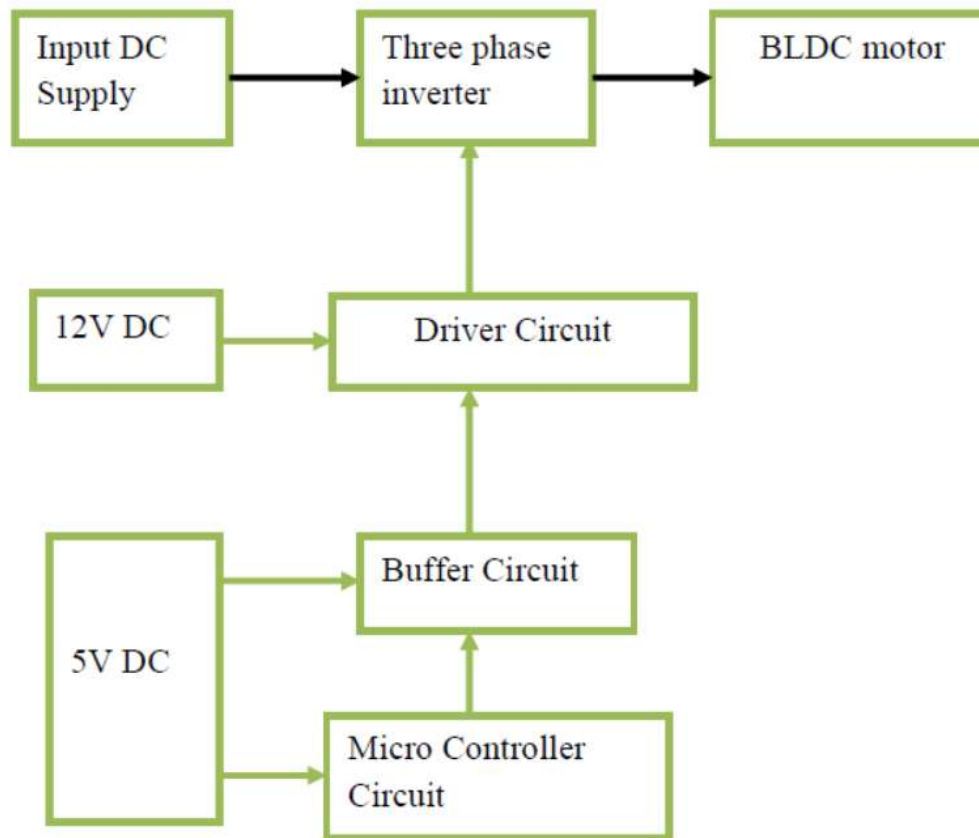 Input DC
Supply
Three phase
inverter
BLDC motor
12V DC
Driver Circuit
Buffer Circuit
5V DC
Micro Controller
Circuit